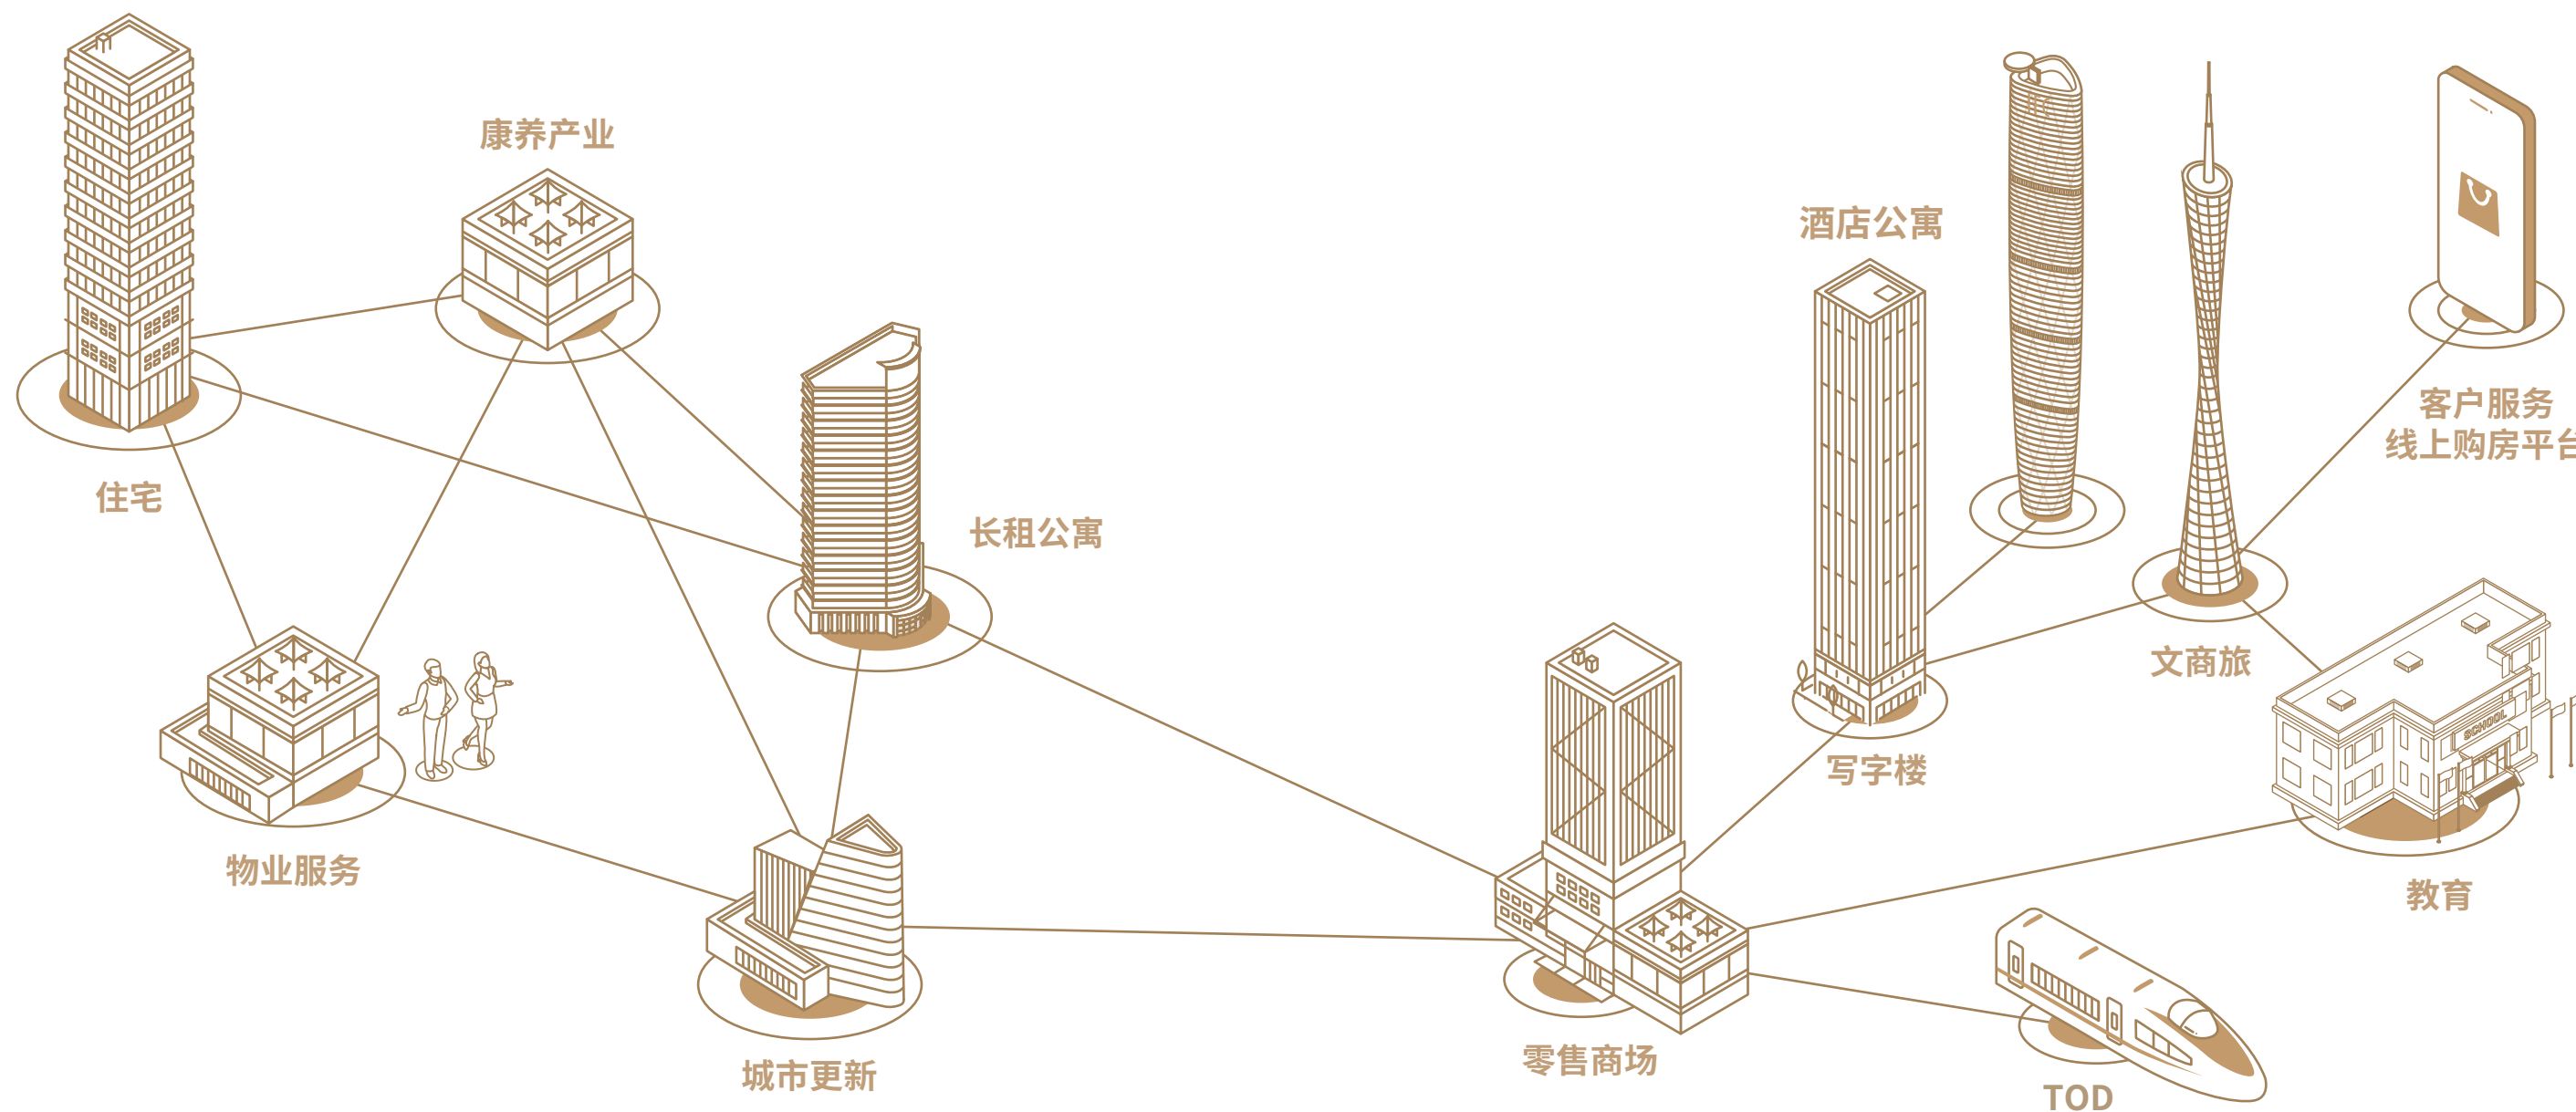 康养产业
酒店公寓
客户服务
线上购房平台
住宅
长租公寓
文商旅
SCHOOL
写字楼
物业服务
教育
城市更新
零售商场
TOD